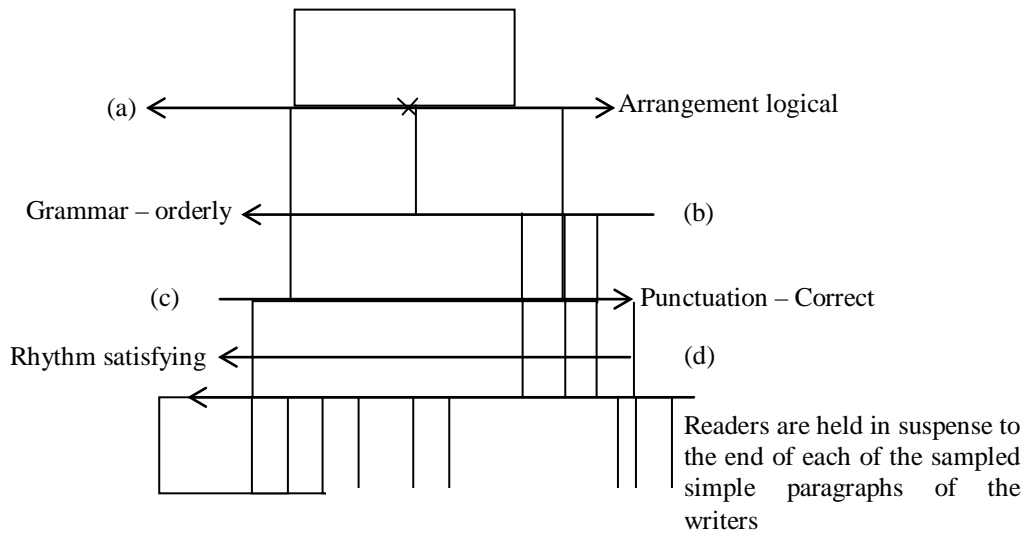 (a)
Arrangement logical
Grammar – orderly
(b)
(c)
Punctuation – Correct
Rhythm satisfying
(d)
Readers are held in suspense to
the end of each of the sampled
simple paragraphs of the
writers